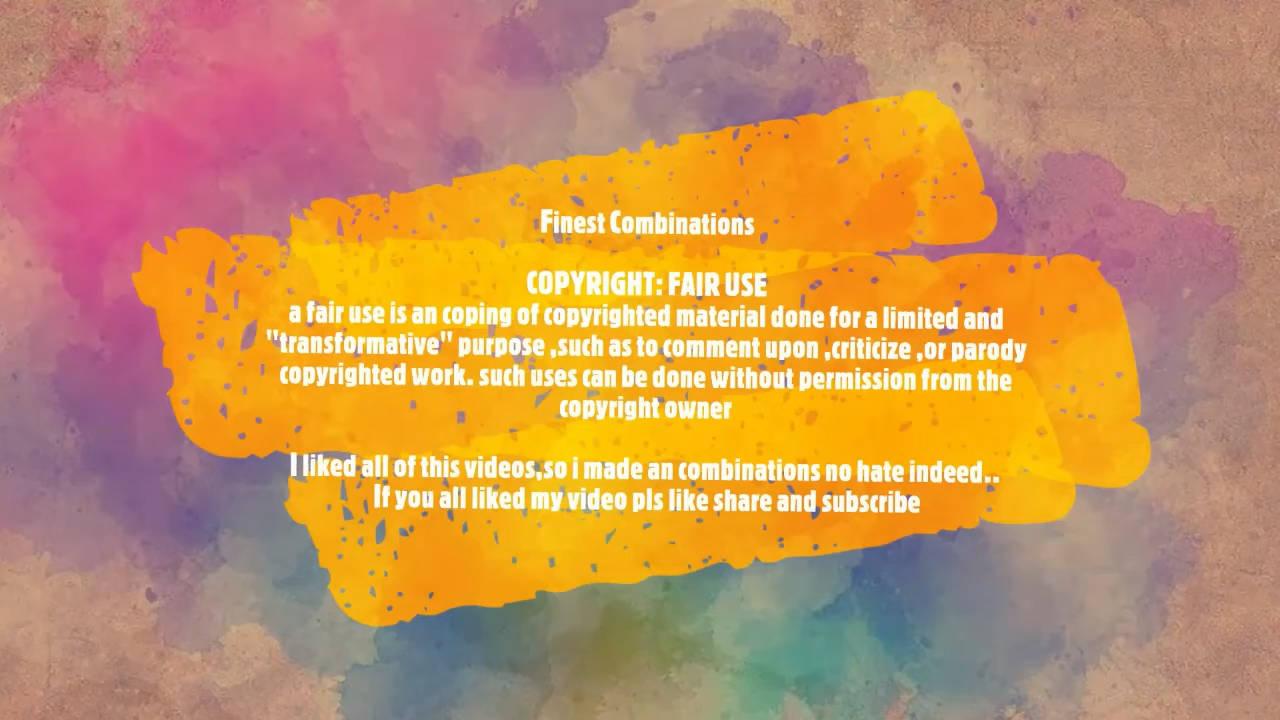 Finest Combinations
COPYRIGHT: FAIR USE
a fair use is an coping of copyrighted material done for a limited and
"transformative" purpose ,such as to comment upon ,criticize ,or parody
copyrighted work. such uses can be done without permission from the
copyright owner
I liked all of this videos,so i made an combinations no hate indeed..
If you all liked my video pls like share and subscribe